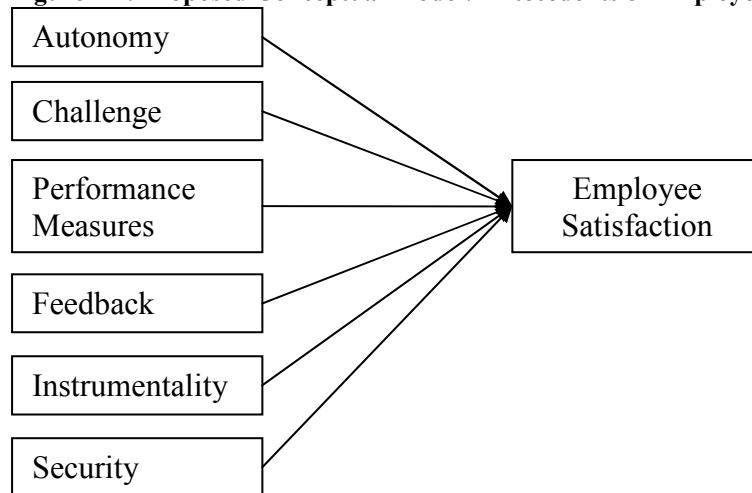 Autonomy
Challenge
Performance
Measures
Feedback
Instrumentality
Security
Employee
Satisfaction